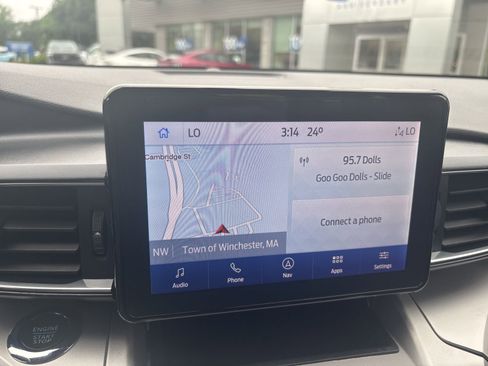 LO
3:14 24°
LO
Cambridge St
95.7 Dolls
Goo Goo Dolls - Slide
Connect a phone
NW Town of Winchester, MA
Audio
Phone
Nav
Apps
Settings
ENGINE
START
STOP